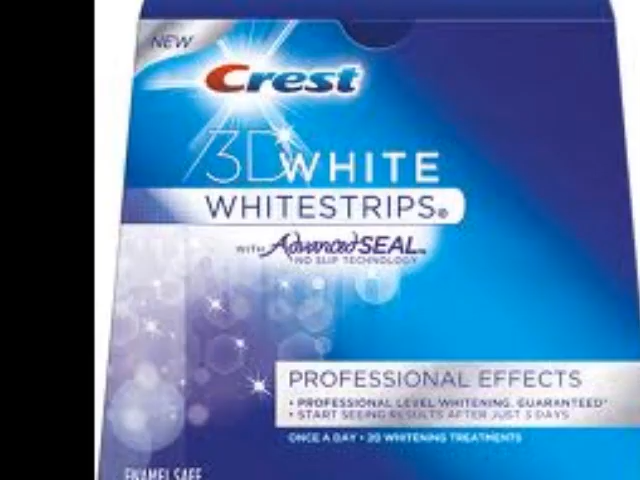 NEW
Crest
3D WHITE
WHITESTRIPS®
WITH Advanced SEAL™
NO SLIP TECHNOLOGY
PROFESSIONAL EFFECTS
• PROFESSIONAL LEVEL WHITENING, GUARANTEED*
• START SEEING RESULTS AFTER JUST 3 DAYS
ONCE A DAY • 20 WHITENING TREATMENTS
ENAMEL SAFE